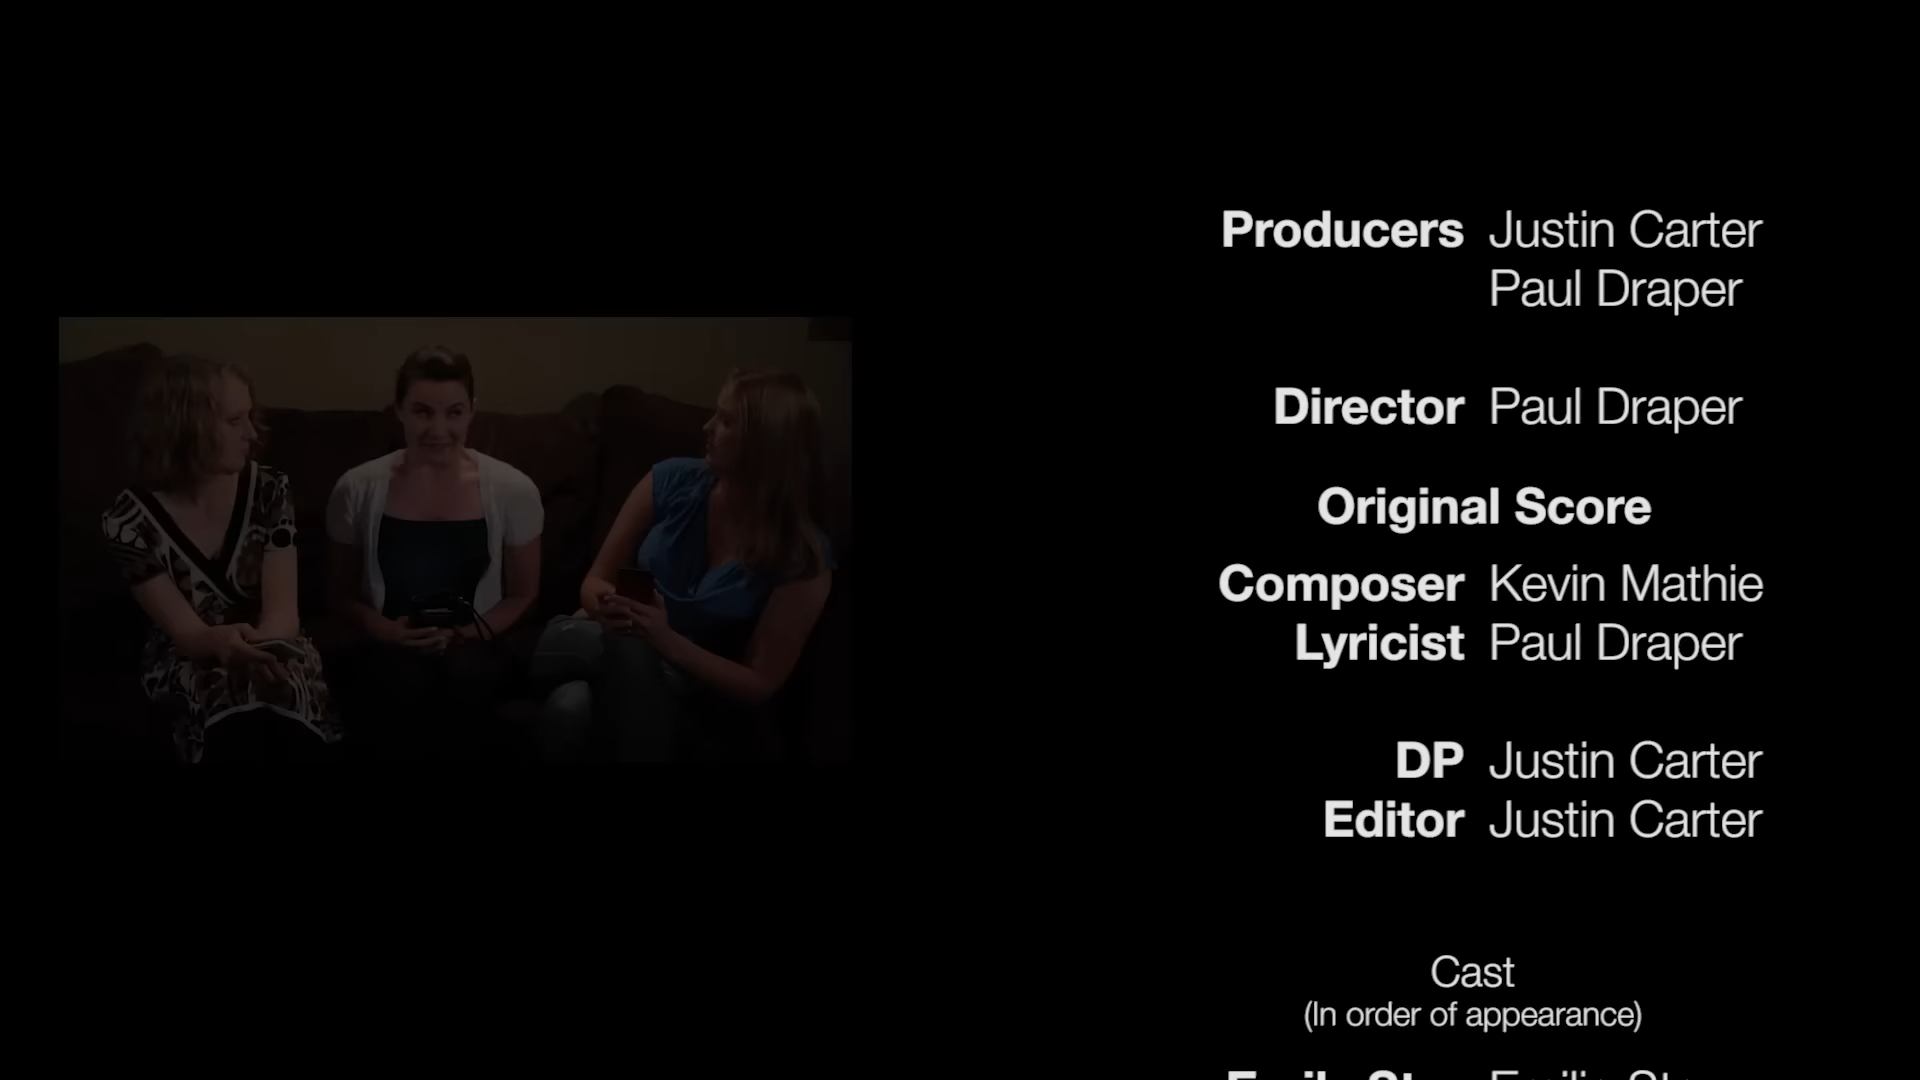 Producers Justin Carter
Paul Draper
Director Paul Draper
Original Score
Composer Kevin Mathie
Lyricist Paul Draper
DP Justin Carter
Editor Justin Carter
Cast
(In order of appearance)